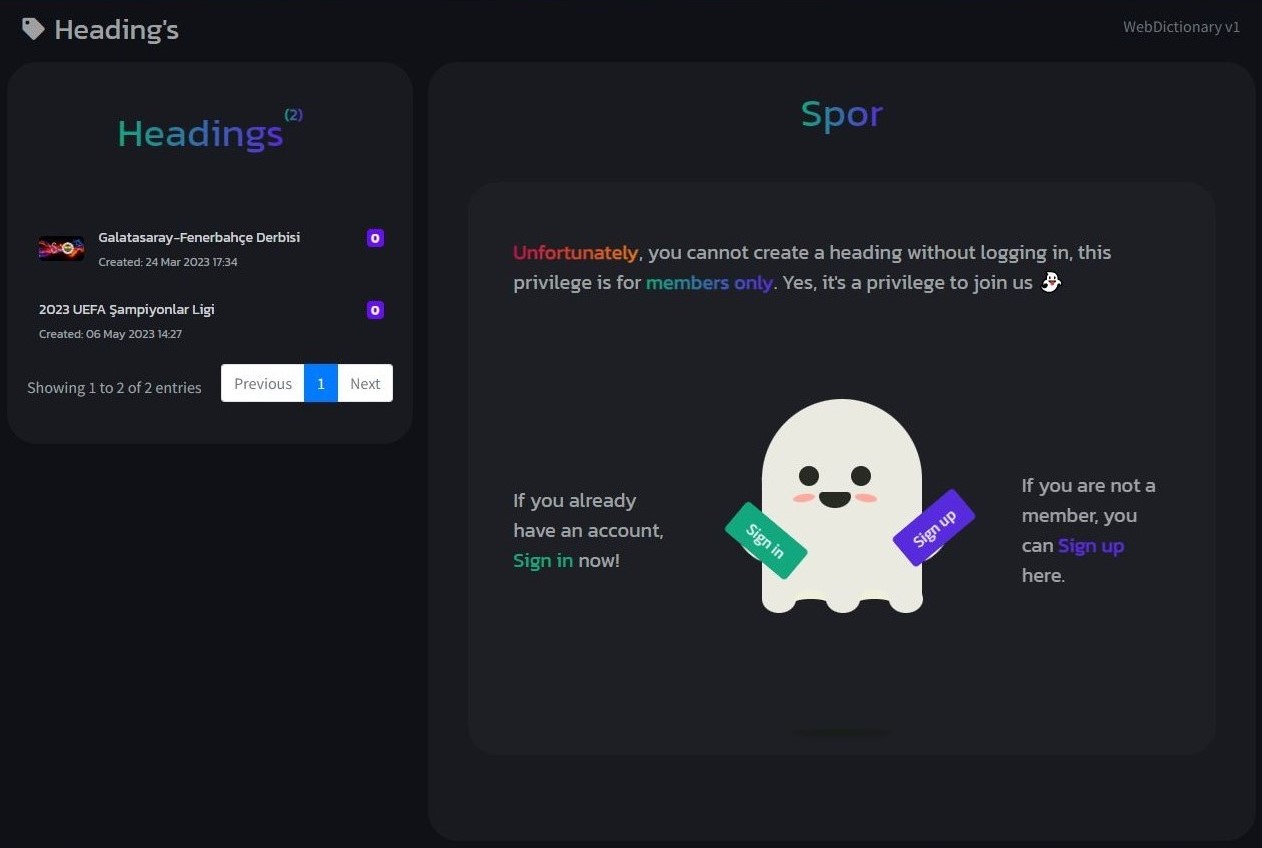 Heading's
WebDictionary v1
Headings (2)
Galatasaray-Fenerbahçe Derbisi 0
Created: 24 Mar 2023 17:34
2023 UEFA Şampiyonlar Ligi 0
Created: 06 May 2023 14:27
Showing 1 to 2 of 2 entries
Previous 1 Next
Spor
Unfortunately, you cannot create a heading without logging in, this
privilege is for members only. Yes, it's a privilege to join us
If you already
have an account,
Sign in now!
Sign in
Sign up
If you are not a
member, you
can Sign up
here.